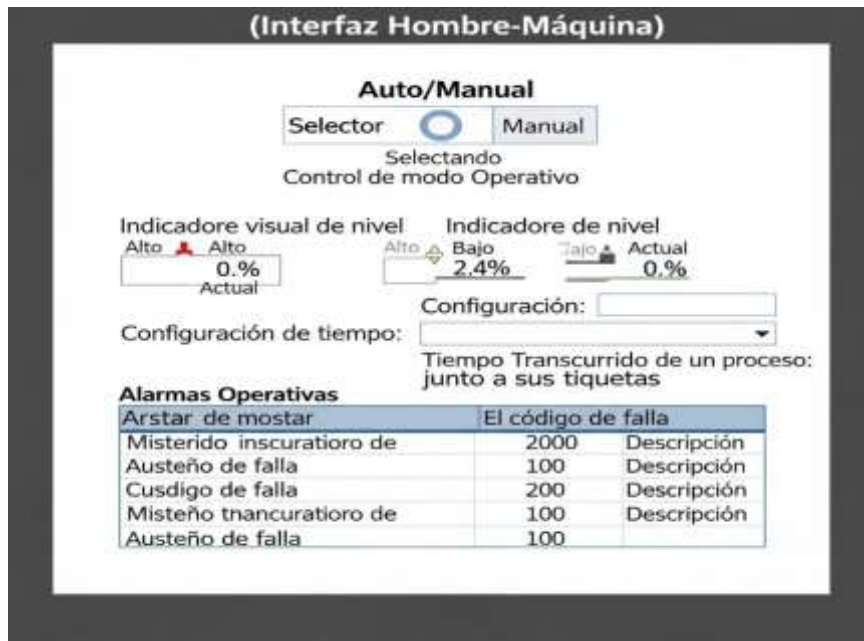 (Interfaz Hombre-Máquina)
Auto/Manual
Selector Manual
Selectando
Control de modo Operativo
Indicadore visual de nivel Indicadore de nivel
Alto Alto Alto Bajo Actual
0.% 2.4% 0.%
Actual
Configuración:
Configuración de tiempo:
Tiempo Transcurrido de un proceso:
junto a sus tiquetas
Alarmas Operativas
Arstar de mostar El código de falla
Misterido inscuratioro de 2000 Descripción
Austeño de falla 100 Descripción
Cusdigo de falla 200 Descripción
Misteño tnancuratioro de 100 Descripción
Austeño de falla 100